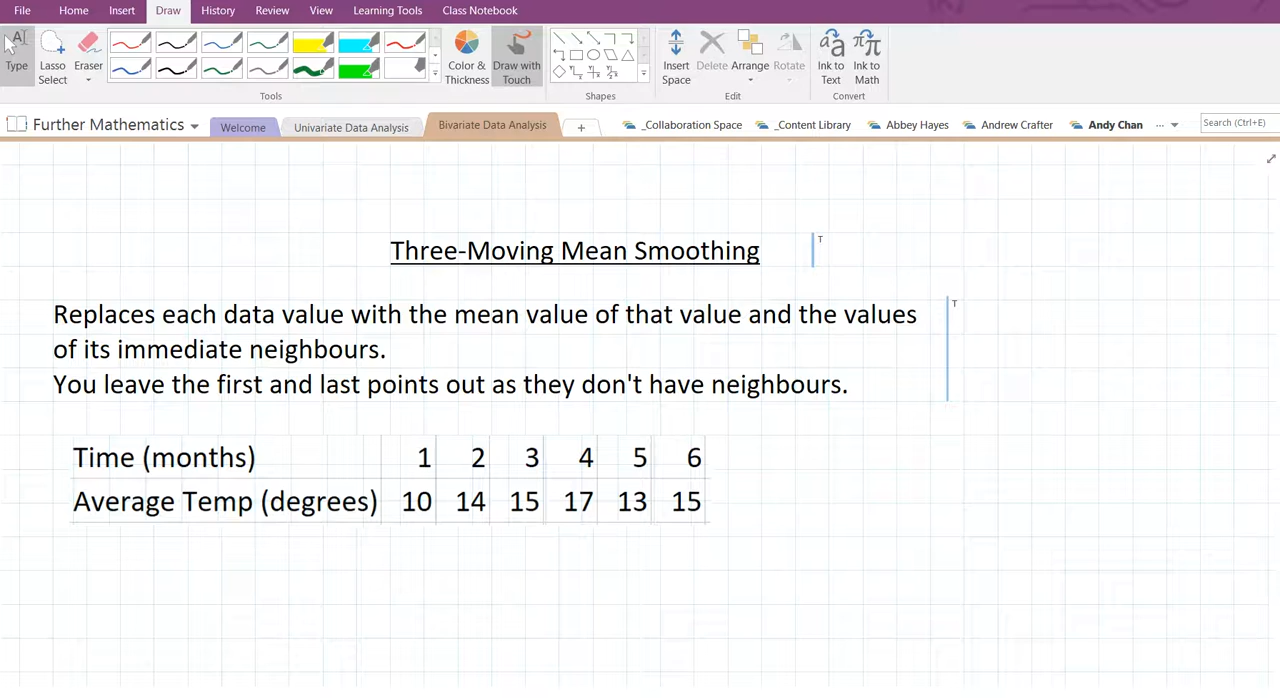 File Home Insert Draw History Review View Learning Tools Class Notebook
Type Lasso Select Eraser Color & Thickness Draw with Touch Insert Space Delete Arrange Rotate Ink to Text Ink to Math
Tools Shapes Edit Convert
Further Mathematics Welcome Univariate Data Analysis Bivariate Data Analysis + _Collaboration Space _Content Library Abbey Hayes Andrew Crafter Andy Chan ... Search (Ctrl+E)
Three-Moving Mean Smoothing T
Replaces each data value with the mean value of that value and the values T
of its immediate neighbours.
You leave the first and last points out as they don't have neighbours.
Time (months) 1 2 3 4 5 6
Average Temp (degrees) 10 14 15 17 13 15